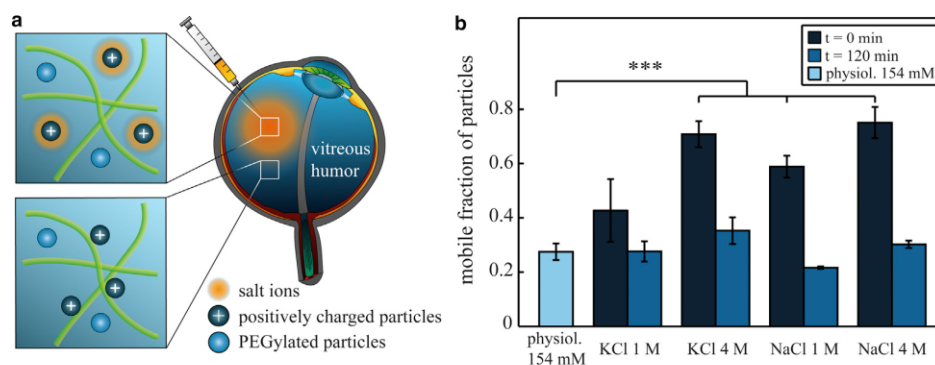 a
vitreous
humor
salt ions
+ positively charged particles
PEGylated particles
b
mobile fraction of particles
0.8
0.6
0.4
0.2
0
***
t = 0 min
t = 120 min
physiol. 154 mM
physiol.
154 mM
KCl 1 M
KCl 4 M
NaCl 1 M
NaCl 4 M